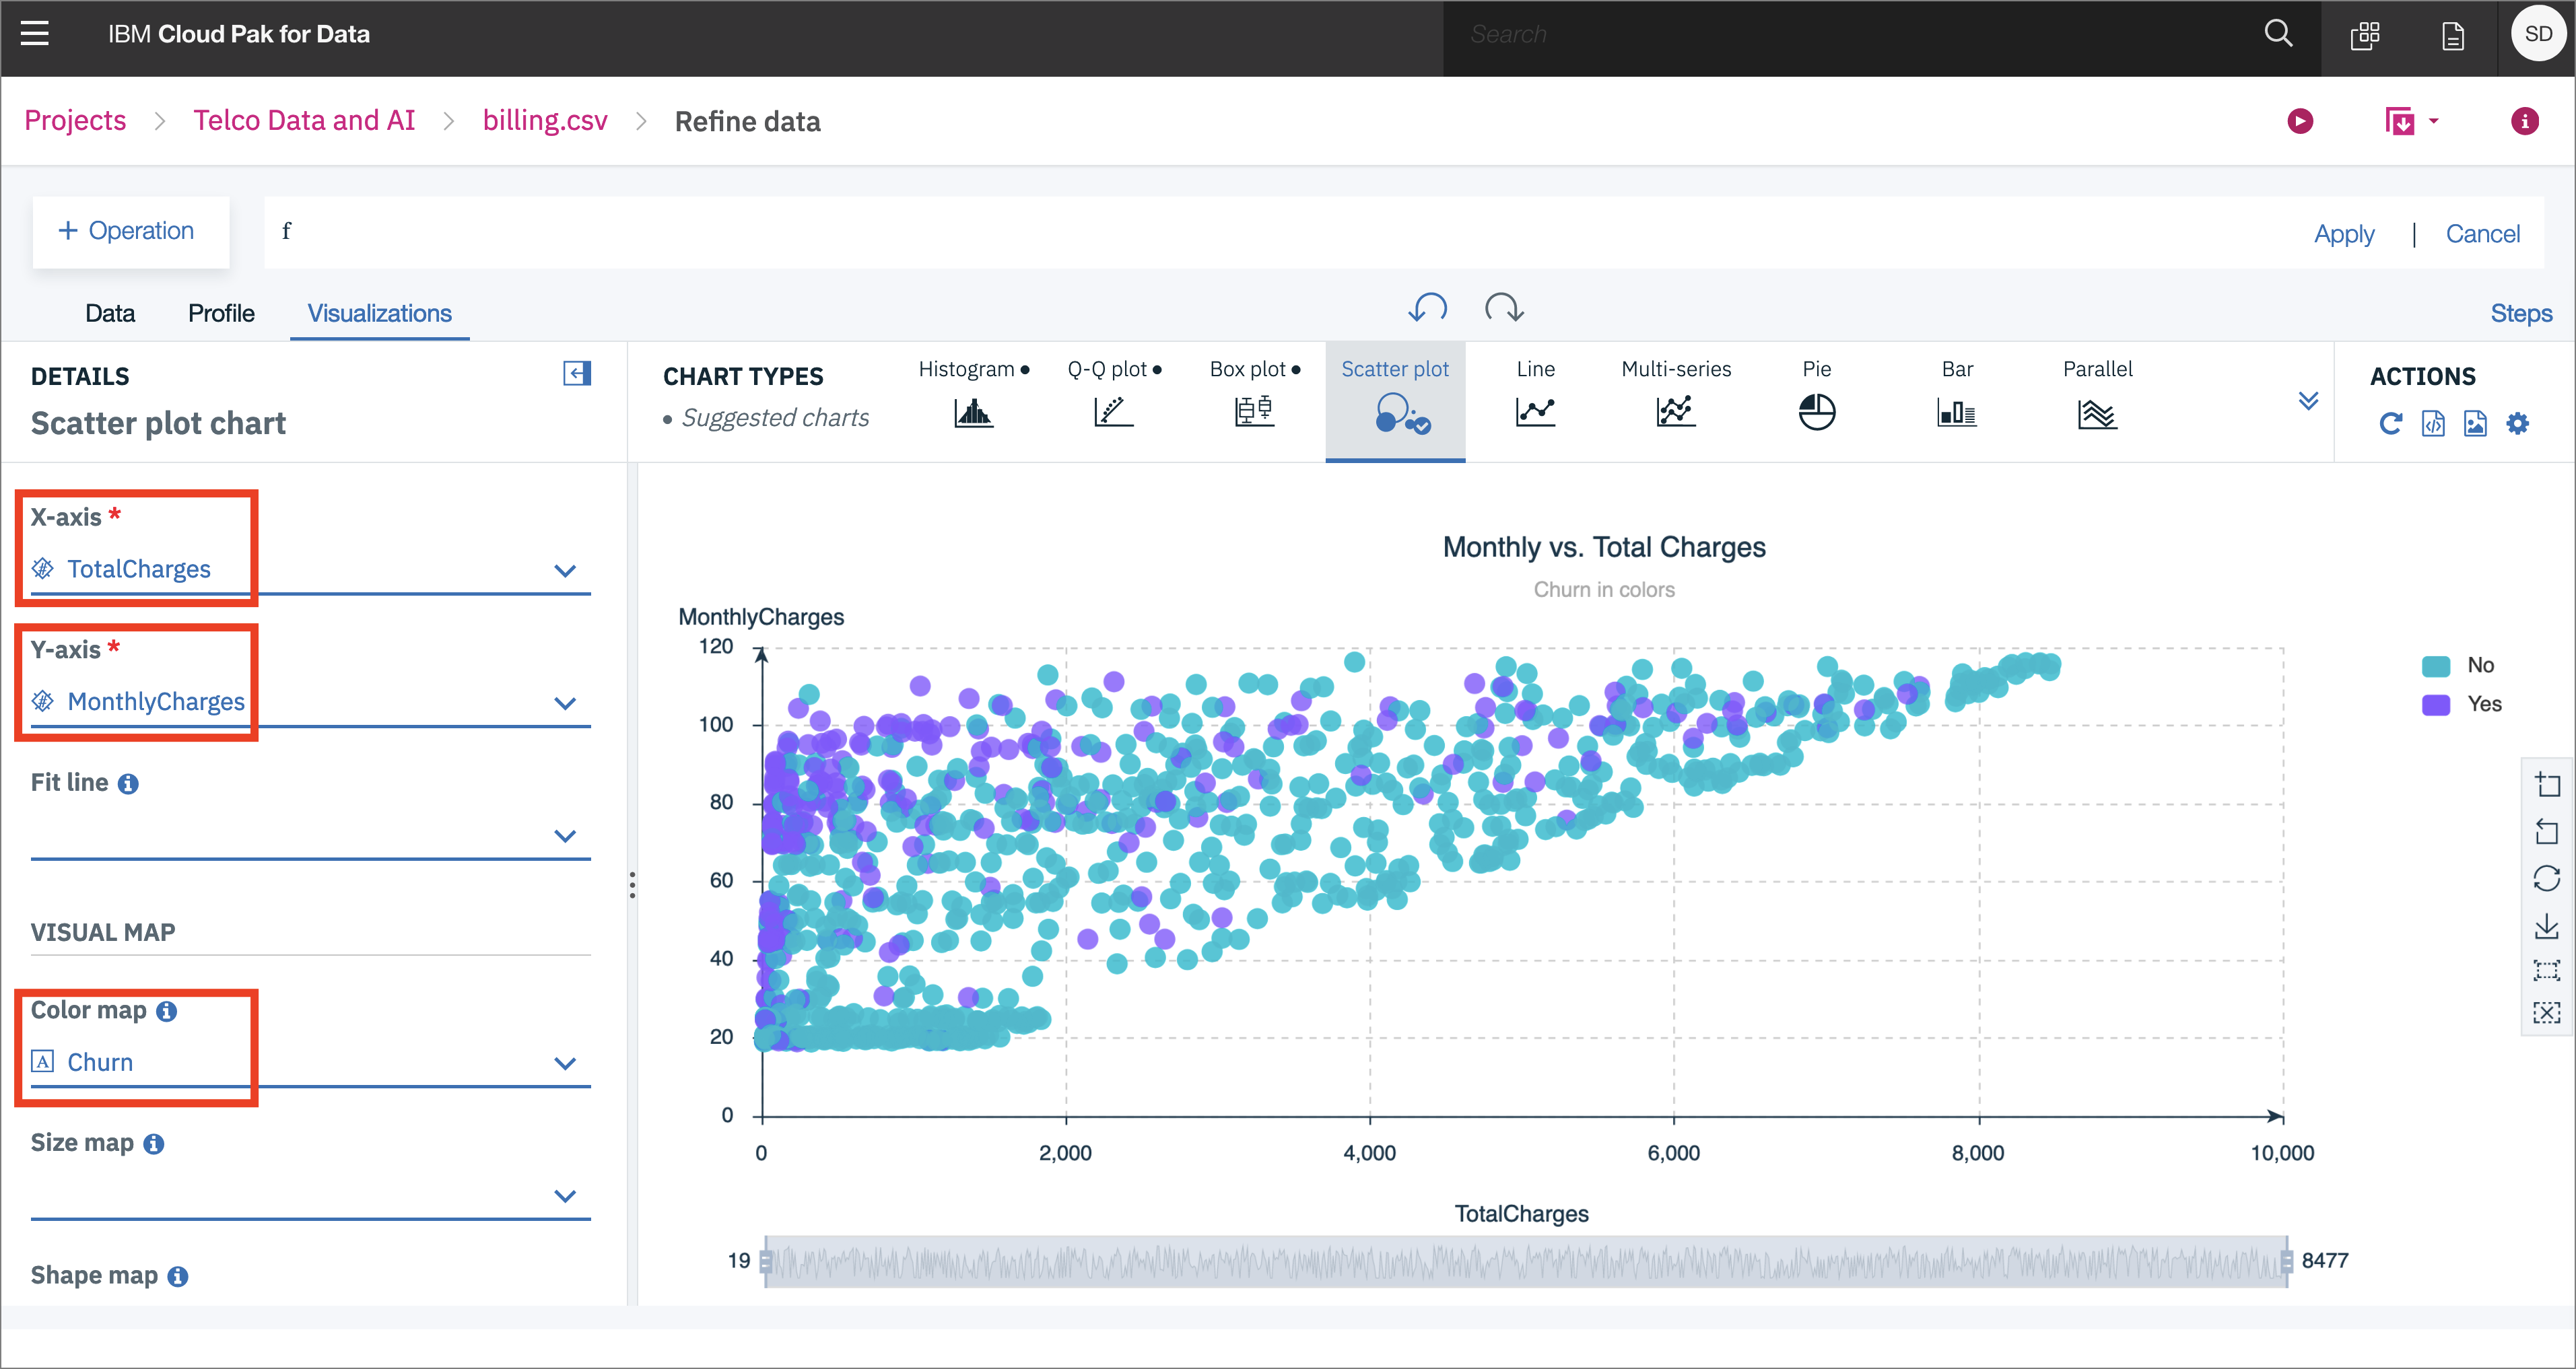 IBM Cloud Pak for Data
Search
SD
Projects > Telco Data and AI > billing.csv > Refine data
+ Operation
f
Apply | Cancel
Data Profile Visualizations
Steps
DETAILS
Scatter plot chart
CHART TYPES
• Suggested charts
Histogram •
Q-Q plot •
Box plot •
Scatter plot
Line
Multi-series
Pie
Bar
Parallel
ACTIONS
X-axis *
TotalCharges
Y-axis *
MonthlyCharges
Fit line
VISUAL MAP
Color map
A Churn
Size map
Shape map
Monthly vs. Total Charges
Churn in colors
MonthlyCharges
120
100
80
60
40
20
0
0 2,000 4,000 6,000 8,000 10,000
TotalCharges
19
8477
No
Yes